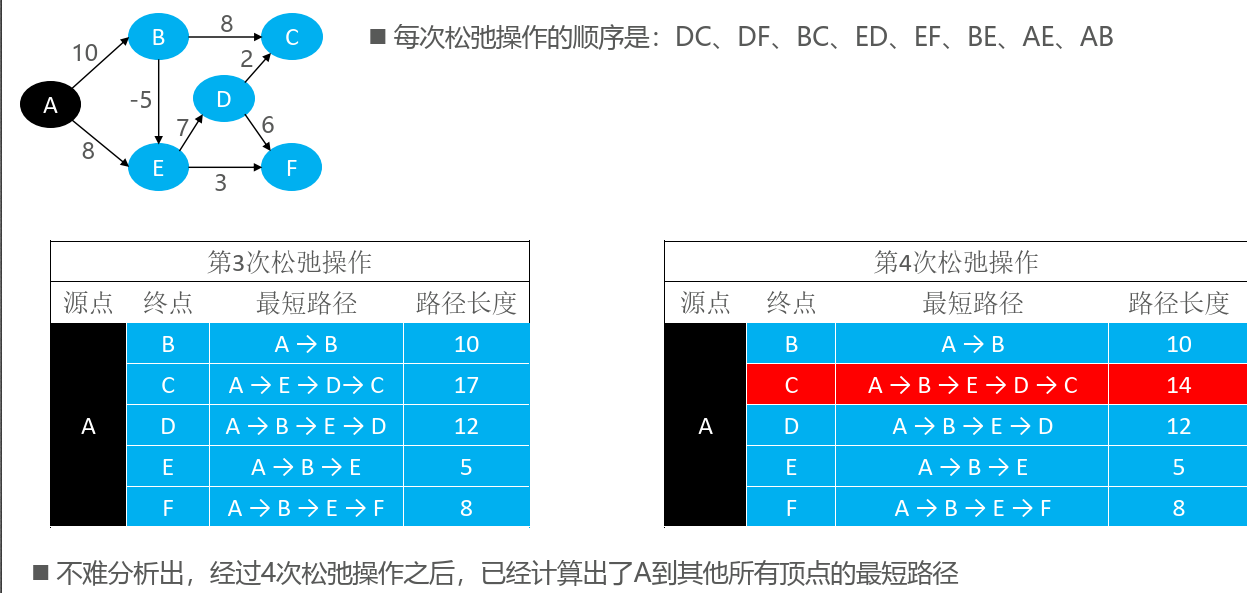 B
8
C
10
2
A
-5
D
7
6
8
E
F
3
■ 每次松弛操作的顺序是：DC、DF、BC、ED、EF、BE、AE、AB
第3次松弛操作
源点 终点 最短路径 路径长度
A
B A → B 10
C A → E → D → C 17
D A → B → E → D 12
E A → B → E 5
F A → B → E → F 8
第4次松弛操作
源点 终点 最短路径 路径长度
A
B A → B 10
C A → B → E → D → C 14
D A → B → E → D 12
E A → B → E 5
F A → B → E → F 8
■ 不难分析出，经过4次松弛操作之后，已经计算出了A到其他所有顶点的最短路径